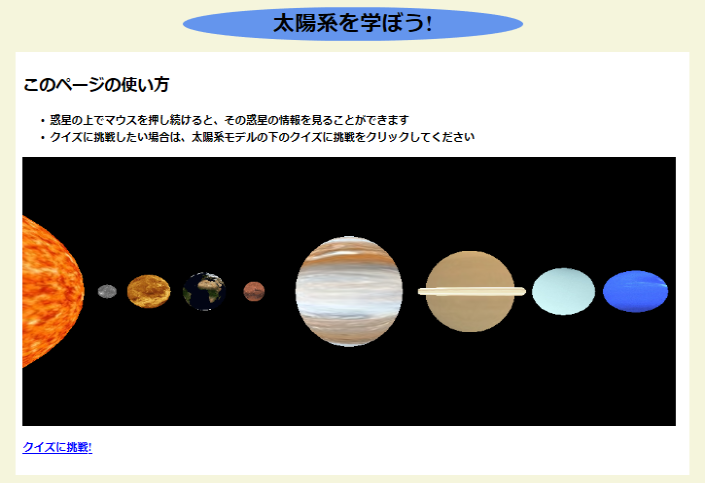 太陽系を学ぼう!
このページの使い方
• 惑星の上でマウスを押し続けると、その惑星の情報を見ることができます
• クイズに挑戦したい場合は、太陽系モデルの下のクイズに挑戦をクリックしてください
クイズに挑戦!